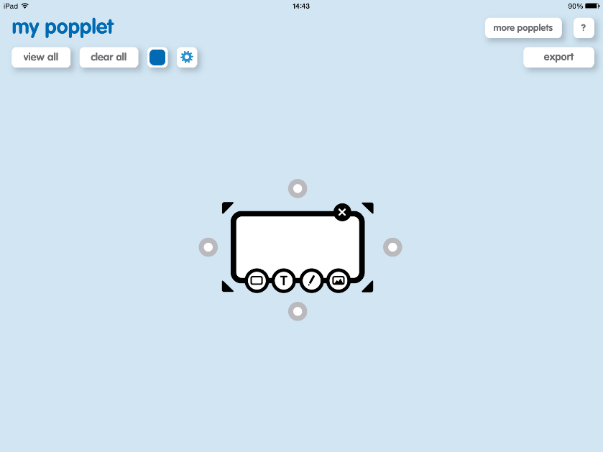 iPad 14:43 90%
my popplet
more popplets ?
view all clear all export
T